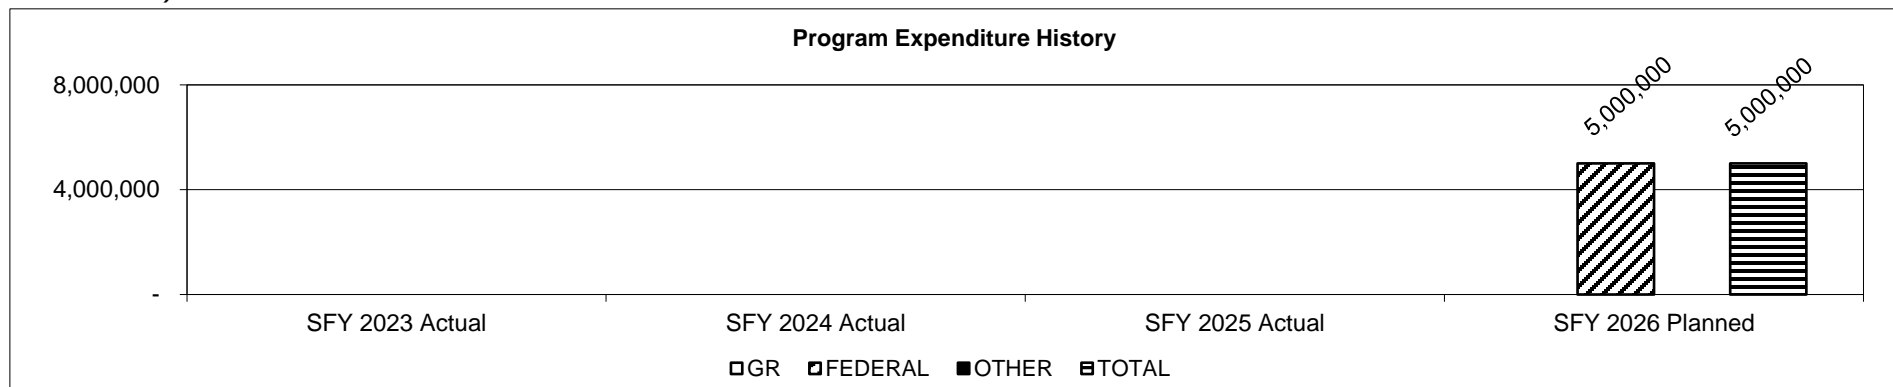 Program Expenditure History
8,000,000
4,000,000
-
5,000,000
5,000,000
SFY 2023 Actual
SFY 2024 Actual
SFY 2025 Actual
SFY 2026 Planned
GR
FEDERAL
OTHER
TOTAL